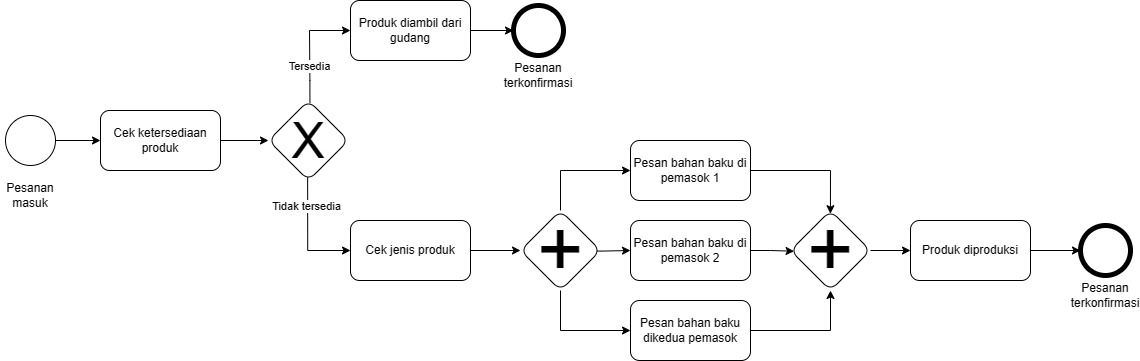 Produk diambil dari
gudang
Pesanan
terkonfirmasi
Tersedia
Cek ketersediaan
produk
X
Pesanan
masuk
Tidak tersedia
Cek jenis produk
Pesan bahan baku di
pemasok 1
Pesan bahan baku di
pemasok 2
Pesan bahan baku
dikedua pemasok
Produk diproduksi
Pesanan
terkonfirmasi